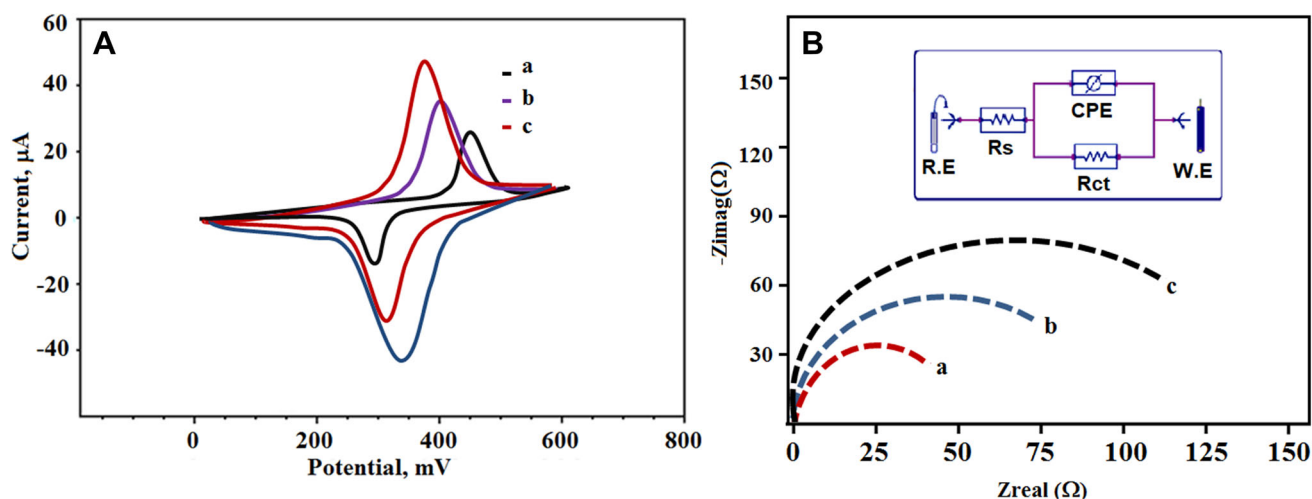 A
60
40
20
0
-20
-40
Current, µA
0 200 400 600 800
Potential, mV
a
b
c
B
150
120
90
60
30
-Zimag(Ω)
0 25 50 75 100 125 150
Zreal (Ω)
CPE
R.E Rs W.E
Rct
c
b
a